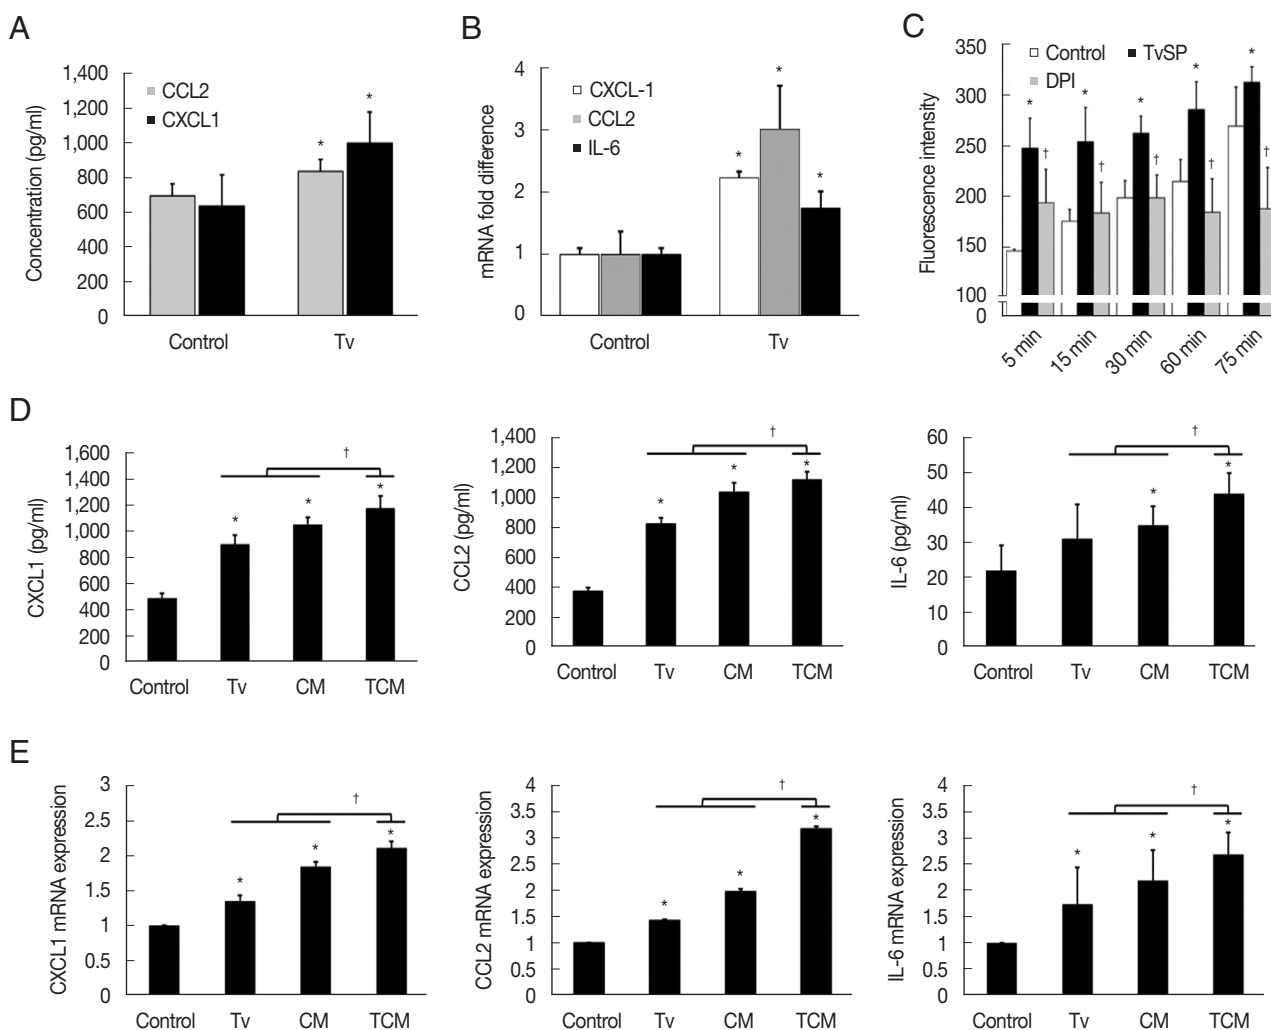 A
Concentration (pg/ml)
1,400
1,200
1,000
800
600
400
200
0
CCL2
CXCL1
*
*
Control
Tv
B
mRNA fold difference
4
3
2
1
0
CXCL-1
CCL2
IL-6
*
*
*
Control
Tv
C
Fluorescence intensity
350
300
250
200
150
100
0
Control
TvSP
DPI
* † * † * † * † * †
5 min
15 min
30 min
60 min
75 min
D
CXCL1 (pg/ml)
1,600
1,400
1,200
1,000
800
600
400
200
0
†
* * *
Control Tv CM TCM
CCL2 (pg/ml)
1,400
1,200
1,000
800
600
400
200
0
†
* * *
Control Tv CM TCM
IL-6 (pg/ml)
60
50
40
30
20
10
0
†
* *
Control Tv CM TCM
E
CXCL1 mRNA expression
3
2.5
2
1.5
1
0.5
0
†
* * *
Control Tv CM TCM
CCL2 mRNA expression
4
3.5
3
2.5
2
1.5
1
0.5
0
†
* * *
Control Tv CM TCM
IL-6 mRNA expression
4
3.5
3
2.5
2
1.5
1
0.5
0
†
* * *
Control Tv CM TCM